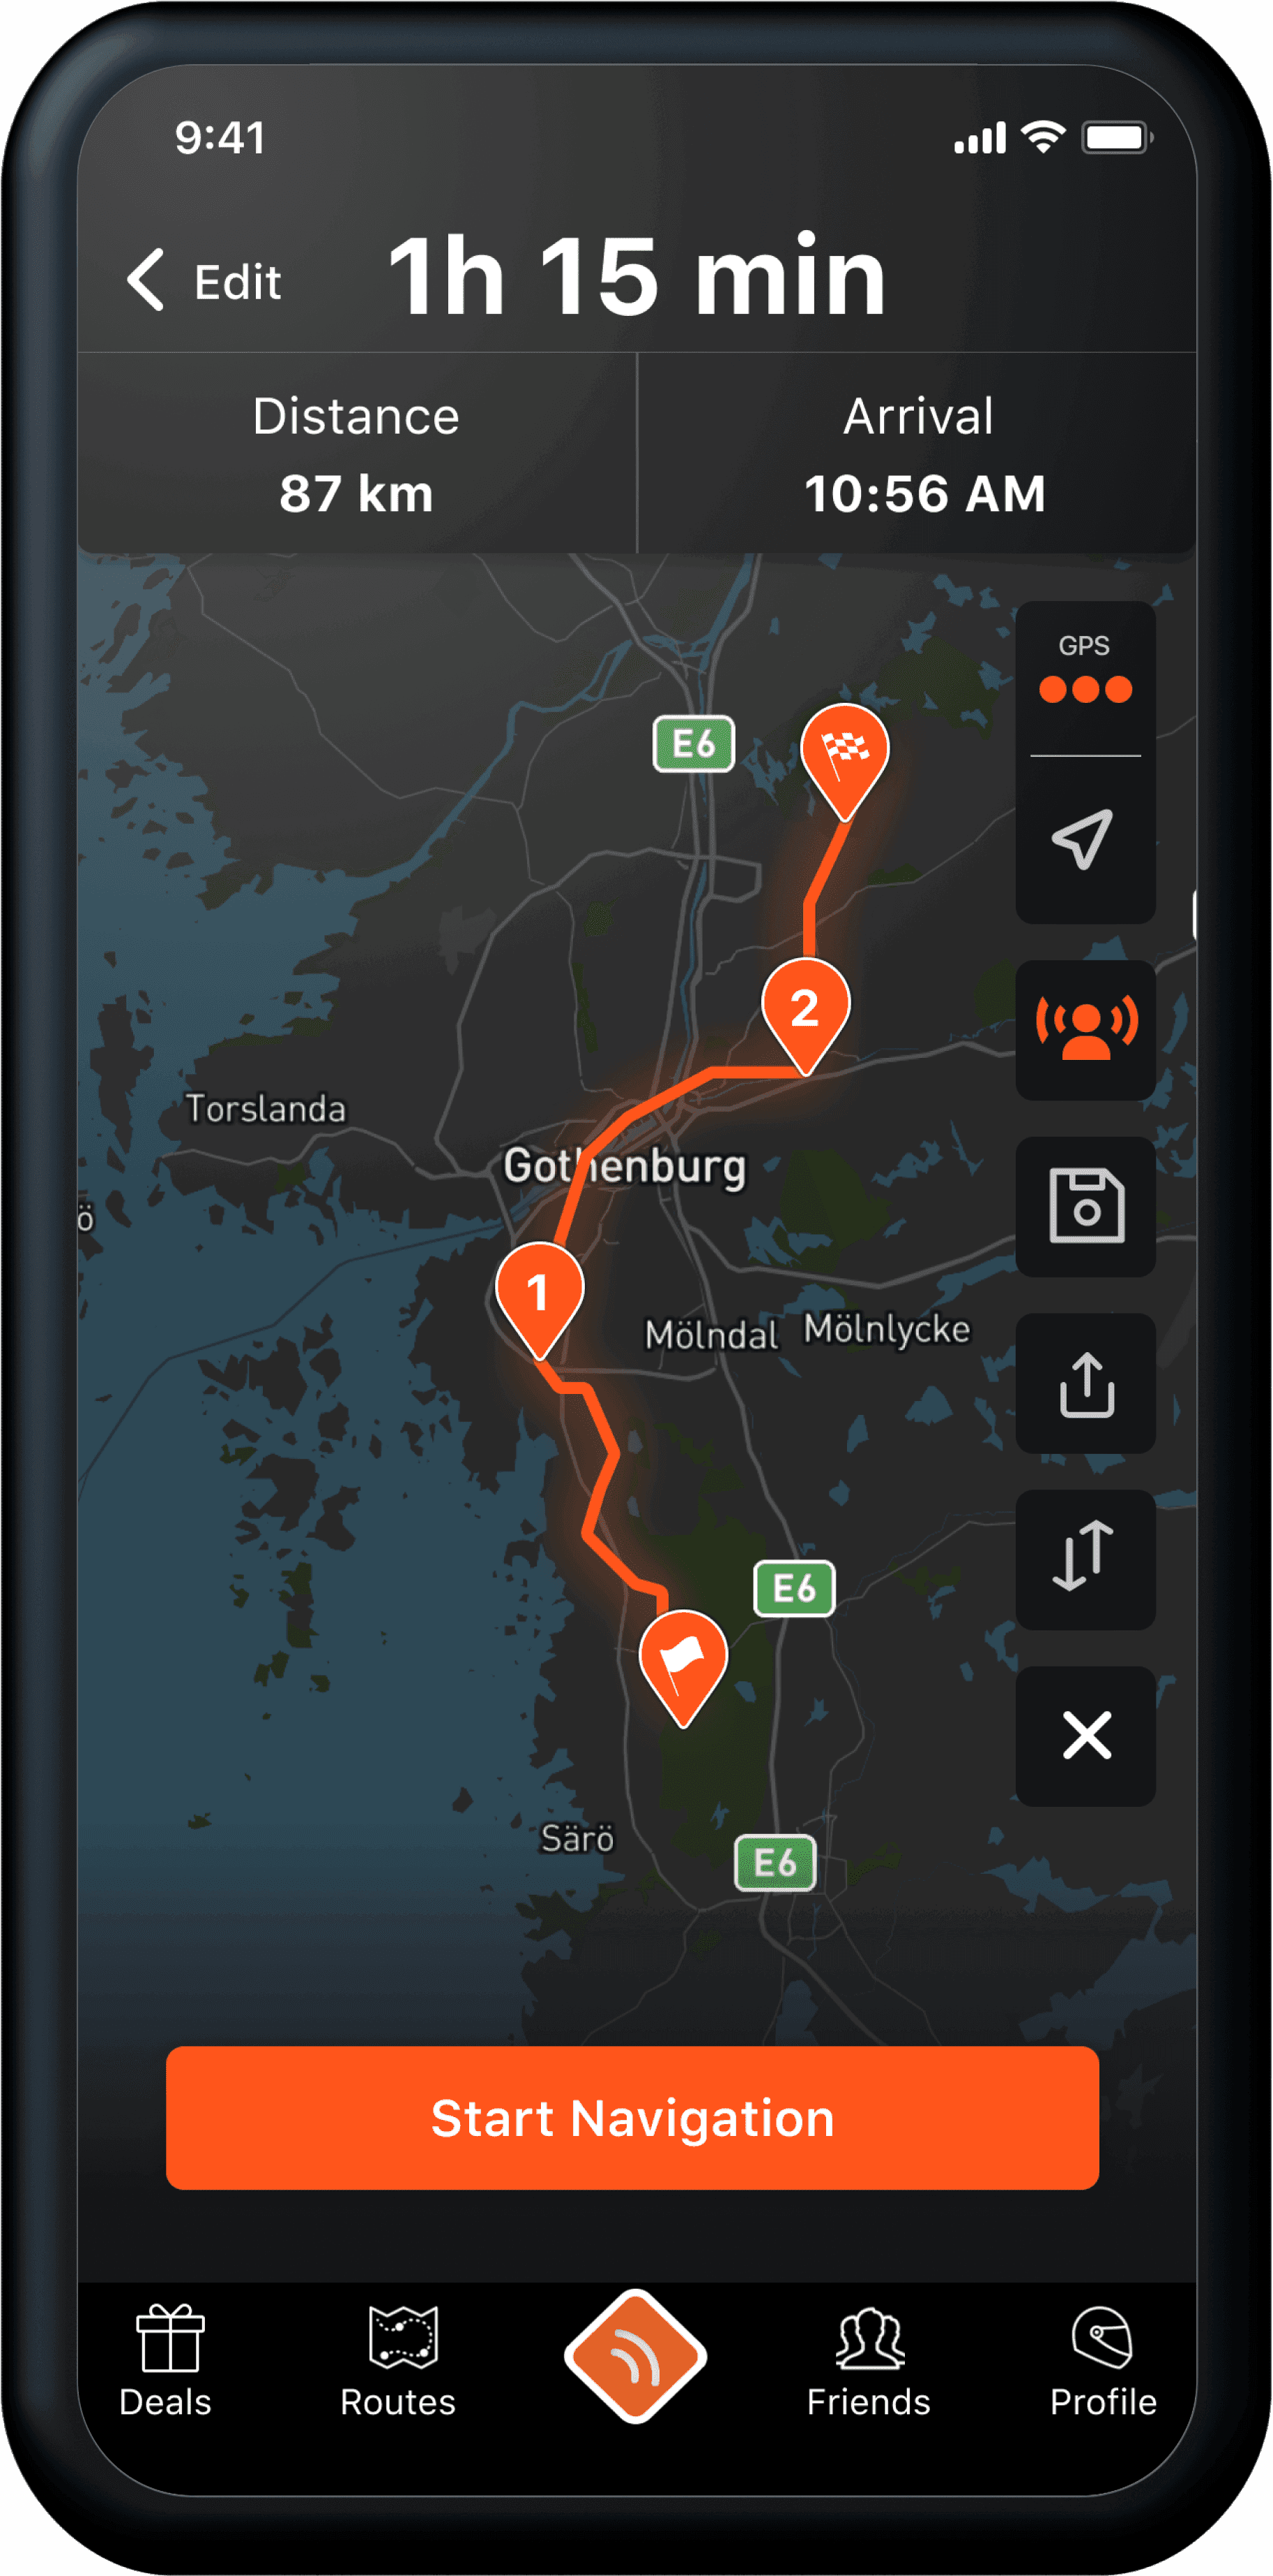 9:41
Edit
1h 15 min
Distance
87 km
Arrival
10:56 AM
GPS
E6
2
Torslanda
Gothenburg
ö
1
Mölndal
Mölnlycke
E6
Särö
E6
Start Navigation
Deals
Routes
Friends
Profile